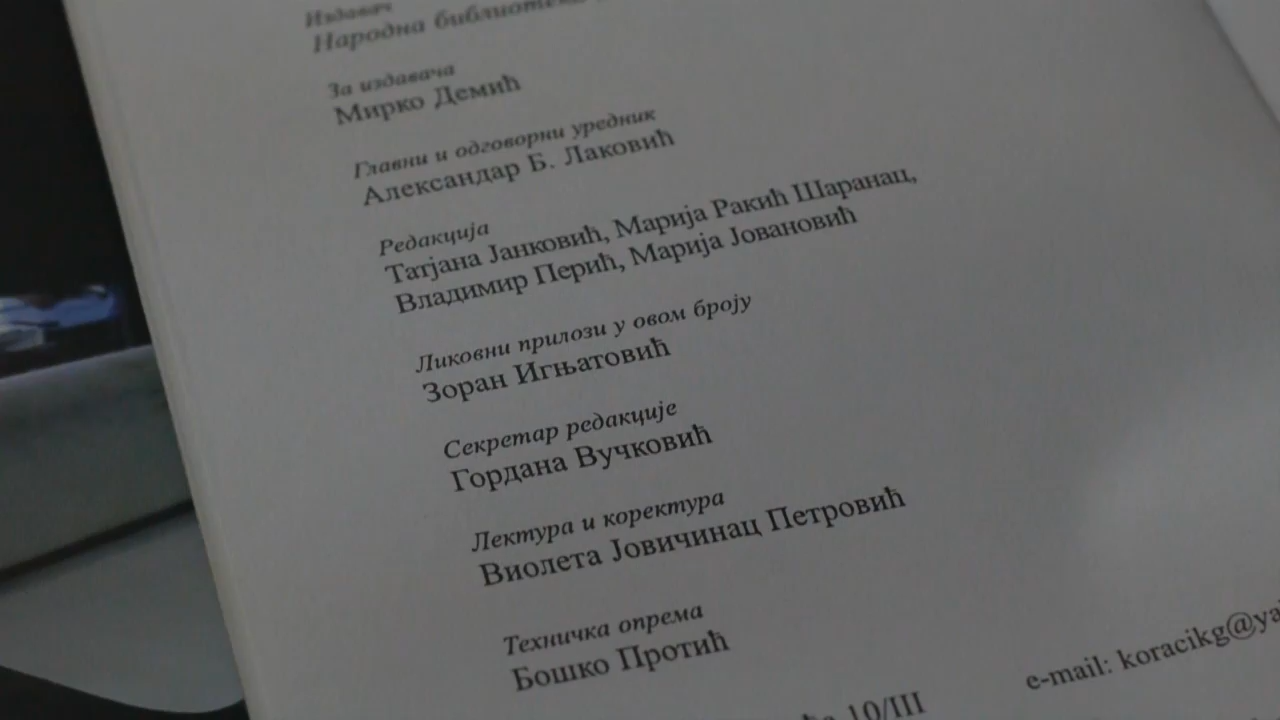 Издавач
Народна библиотека
За издавача
Мирко Демић
Главни и одговорни уредник
Александар Б. Лаковић
Редакција
Татјана Јанковић, Марија Ракић Шаранац,
Владимир Перић, Марија Јовановић
Ликовни прилози у овом броју
Зоран Игњатовић
Секретар редакције
Гордана Вучковић
Лектура и коректура
Виолета Јовичинац Петровић
Техничка опрема
Бошко Протић
10/III
e-mail: koracikg@ya